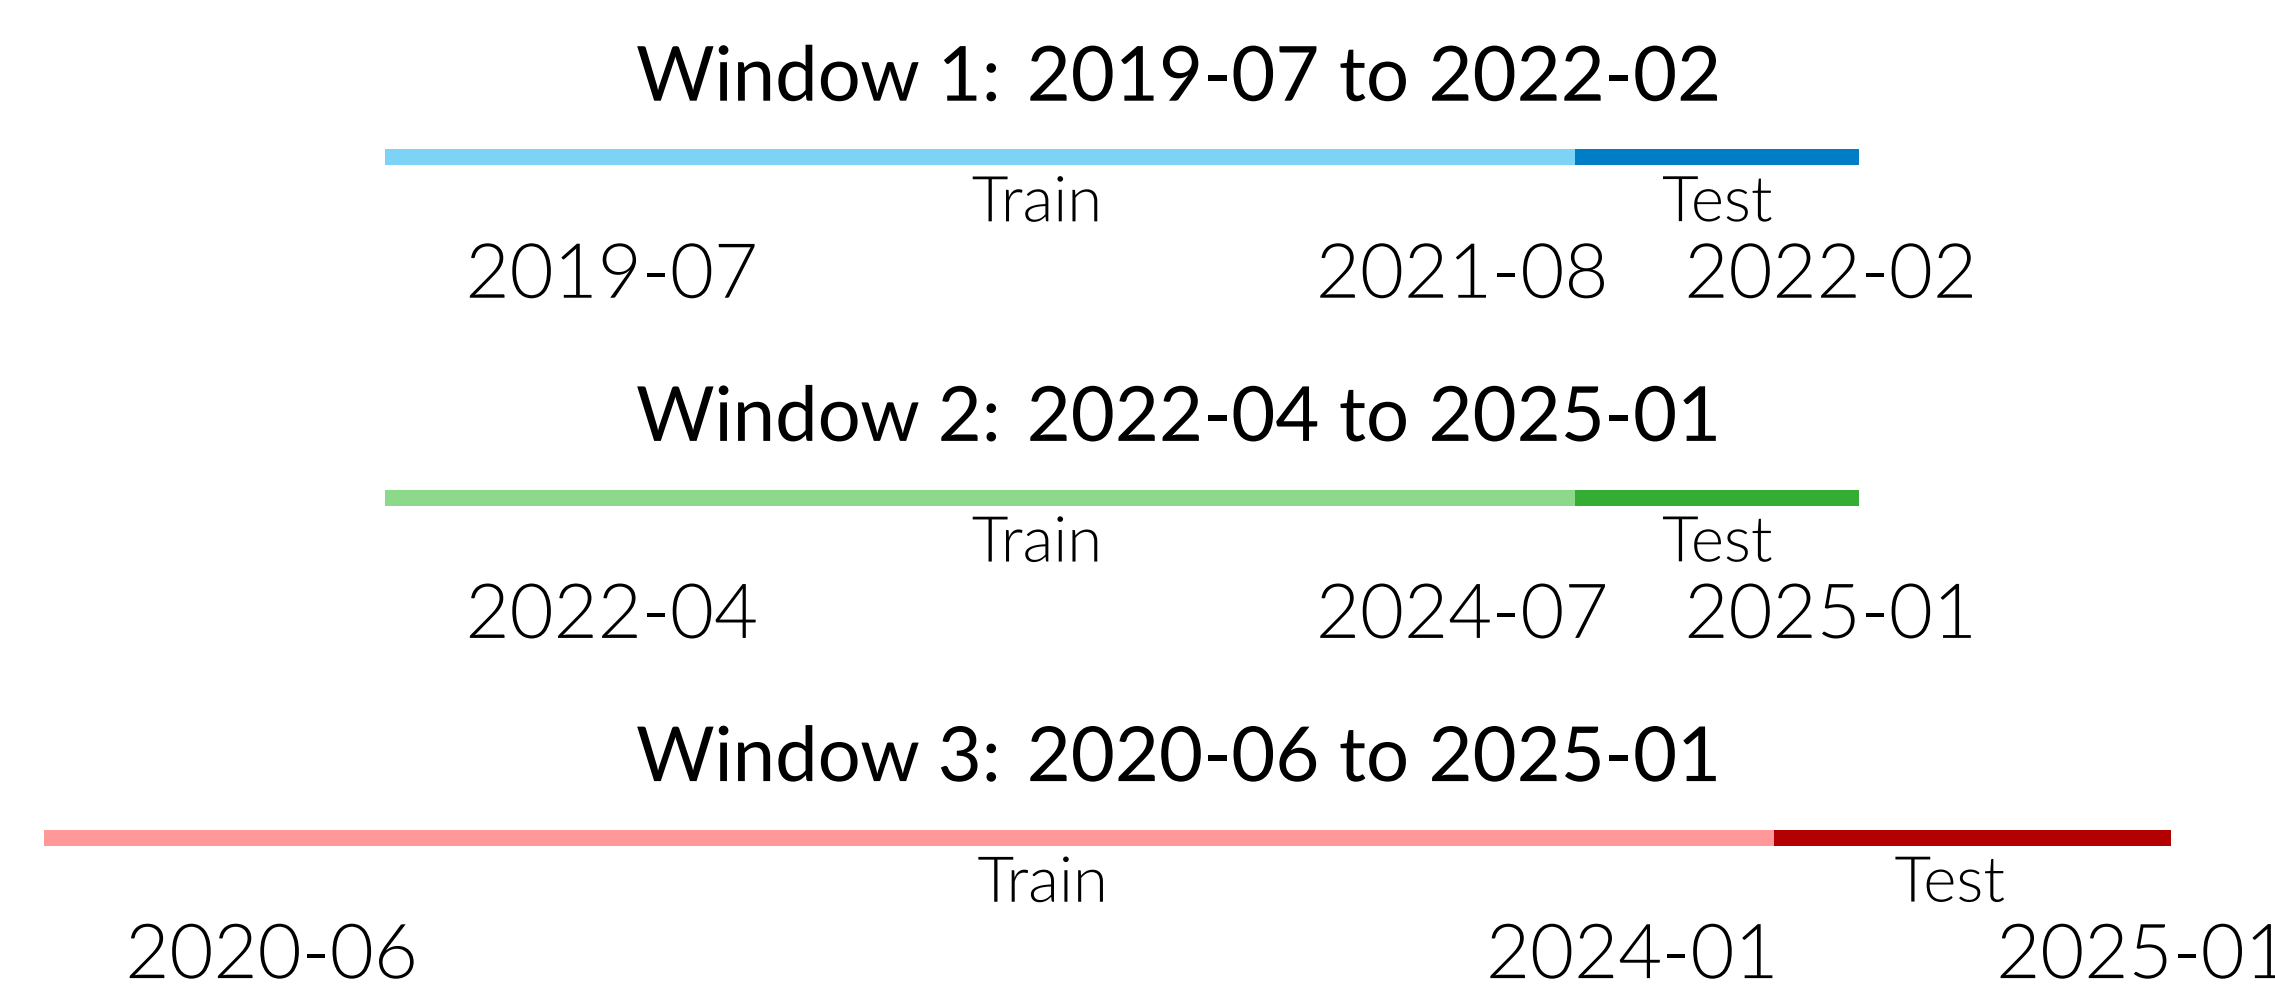 Window 1: 2019-07 to 2022-02
Train Test
2019-07 2021-08 2022-02
Window 2: 2022-04 to 2025-01
Train Test
2022-04 2024-07 2025-01
Window 3: 2020-06 to 2025-01
Train Test
2020-06 2024-01 2025-01